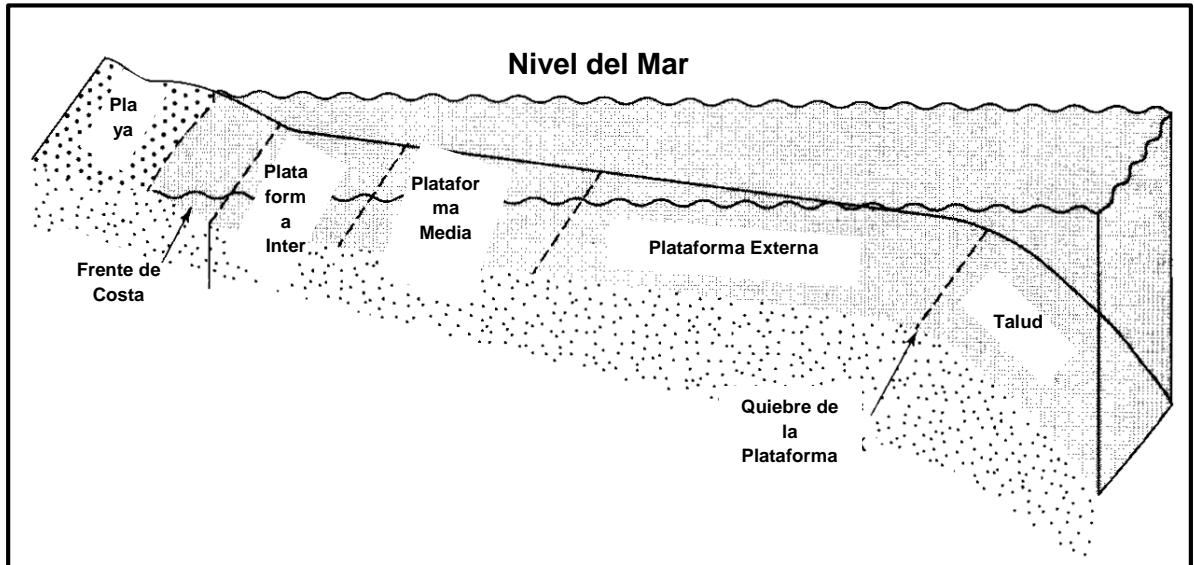 Nivel del Mar
Pla
ya
Plata
form
a
Inter
Platafor
ma
Media
Plataforma Externa
Frente de
Costa
Talud
Quiebre de
la
Plataforma